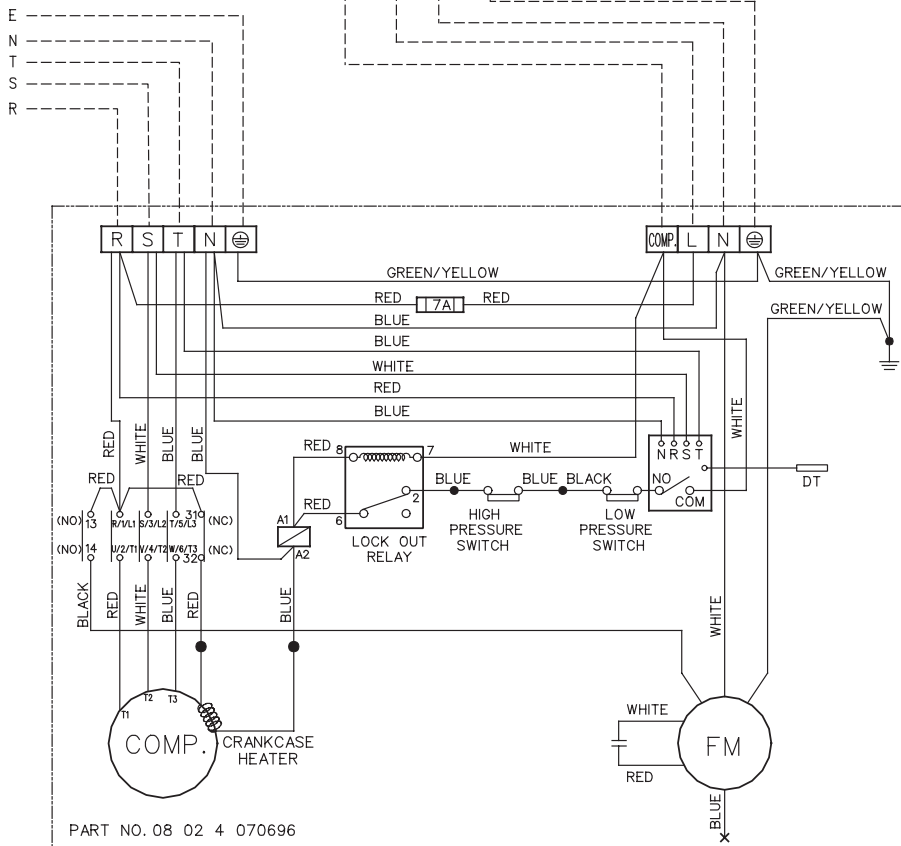 E
N
T
S
R
R S T N
COMP. L N
GREEN/YELLOW
GREEN/YELLOW
RED 7A RED
GREEN/YELLOW
BLUE
BLUE
WHITE
RED
BLUE
WHITE
RED
WHITE
BLUE
BLUE
RED
RED
RED 8
7 WHITE
N R S T
DT
BLUE
BLUE
BLACK
NO
COM
2
RED
6
A1
A2
(NO) 13
R/1/L1
S/3/L2
T/5/L3
31 (NC)
(NO) 14
U/2/T1
V/4/T2
W/6/T3
32 (NC)
LOCK OUT
RELAY
HIGH
PRESSURE
SWITCH
LOW
PRESSURE
SWITCH
BLACK
RED
WHITE
BLUE
RED
BLUE
WHITE
T1
T2
T3
COMP.
CRANKCASE
HEATER
WHITE
RED
FM
BLUE
PART NO. 08 02 4 070696